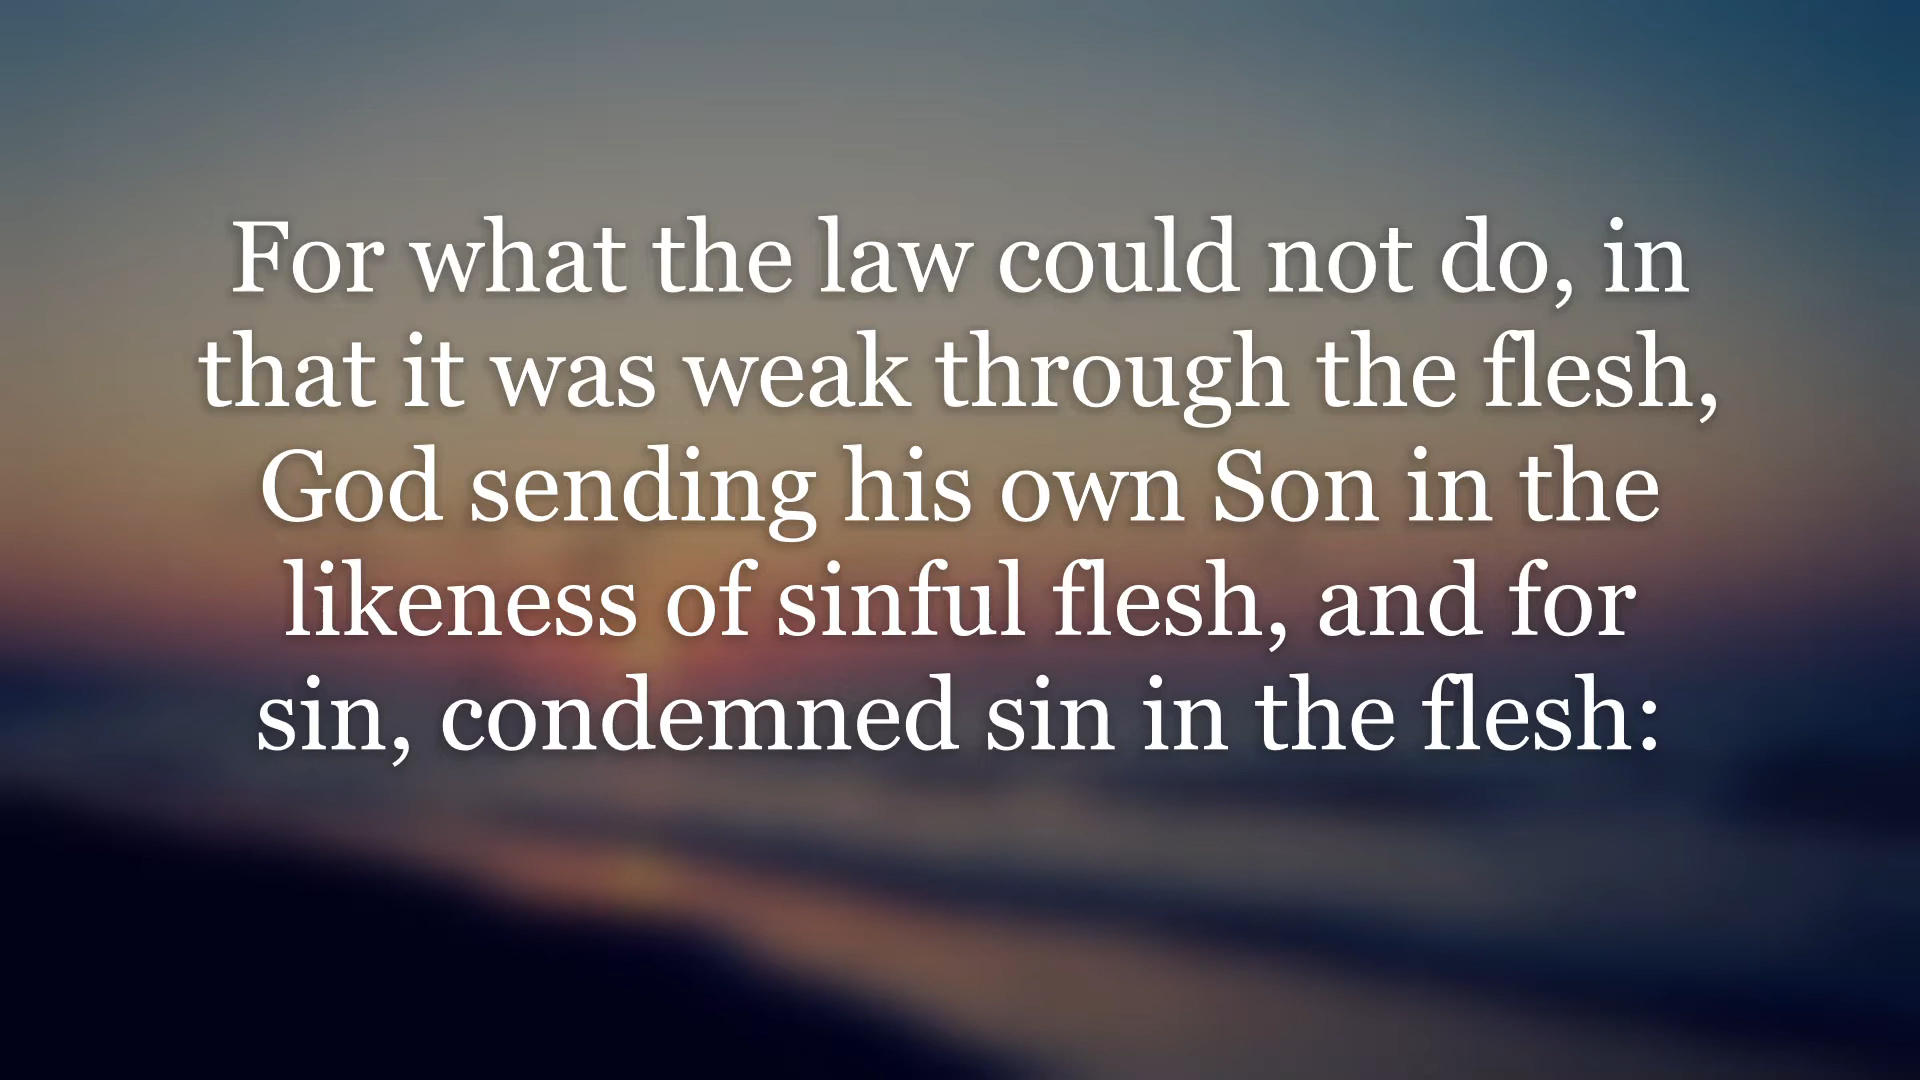 For what the law could not do, in
that it was weak through the flesh,
God sending his own Son in the
likeness of sinful flesh, and for
sin, condemned sin in the flesh: